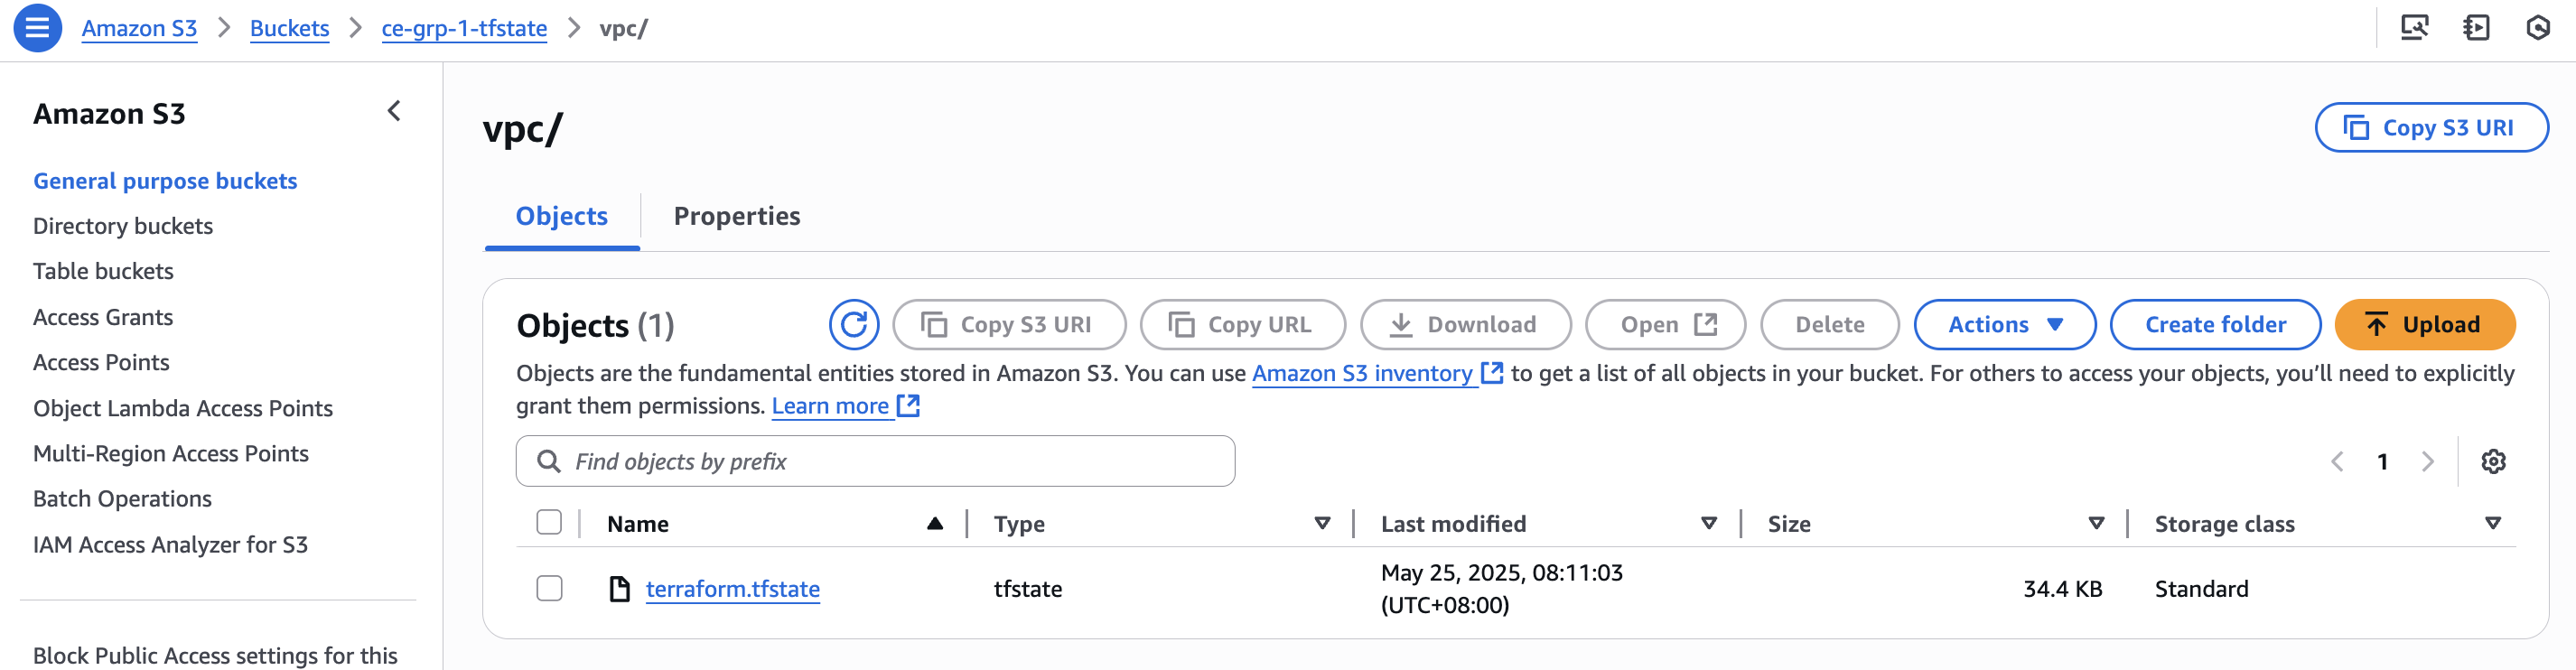 Amazon S3 > Buckets > ce-grp-1-tfstate > vpc/
Amazon S3
General purpose buckets
Directory buckets
Table buckets
Access Grants
Access Points
Object Lambda Access Points
Multi-Region Access Points
Batch Operations
IAM Access Analyzer for S3
Block Public Access settings for this
vpc/
Copy S3 URI
Objects Properties
Objects (1) Copy S3 URI Copy URL Download Open Delete Actions Create folder Upload
Objects are the fundamental entities stored in Amazon S3. You can use Amazon S3 inventory to get a list of all objects in your bucket. For others to access your objects, you’ll need to explicitly
grant them permissions. Learn more
Find objects by prefix
1
Name Type Last modified Size Storage class
terraform.tfstate tfstate May 25, 2025, 08:11:03 34.4 KB Standard
(UTC+08:00)